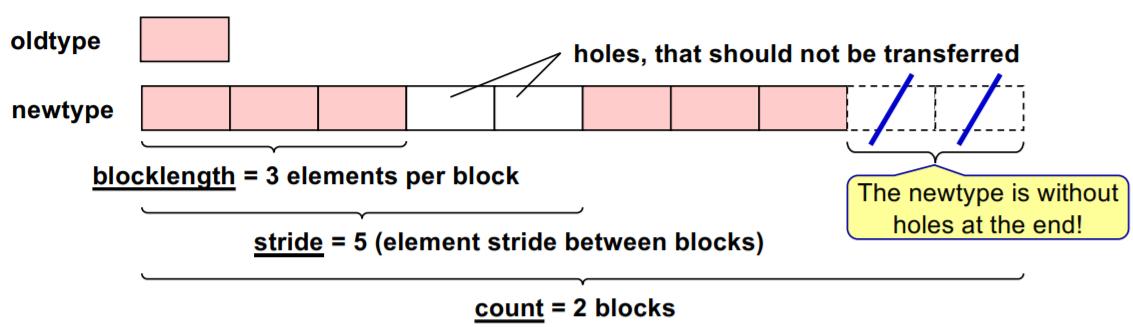 oldtype
holes, that should not be transferred
newtype
blocklength = 3 elements per block
The newtype is without
holes at the end!
stride = 5 (element stride between blocks)
count = 2 blocks